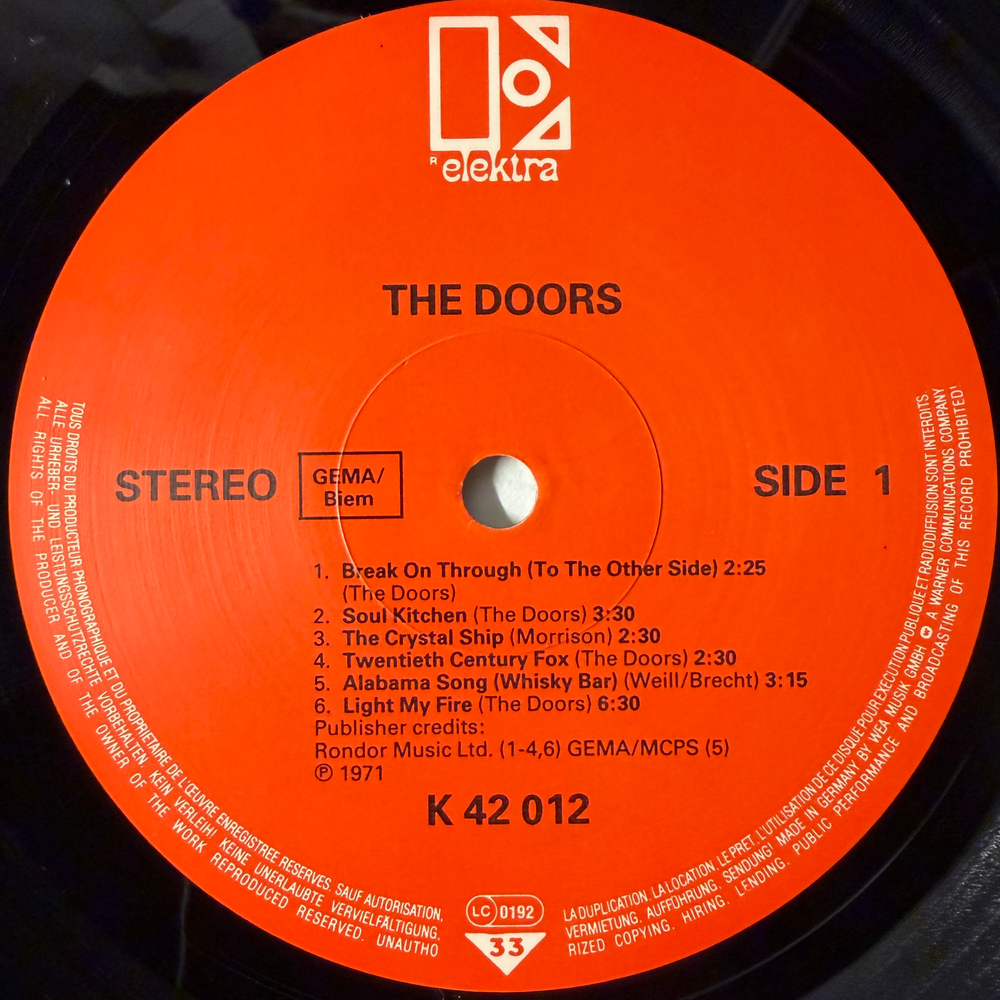 R elektra
THE DOORS
STEREO
GEMA/
Biem
SIDE 1
1. Break On Through (To The Other Side) 2:25
(The Doors)
2. Soul Kitchen (The Doors) 3:30
3. The Crystal Ship (Morrison) 2:30
4. Twentieth Century Fox (The Doors) 2:30
5. Alabama Song (Whisky Bar) (Weill/Brecht) 3:15
6. Light My Fire (The Doors) 6:30
Publisher credits:
Rondor Music Ltd. (1-4,6) GEMA/MCPS (5)
℗ 1971
K 42 012
TOUS DROITS DU PRODUCTEUR PHONOGRAPHIQUE ET DU PROPRIETAIRE DE L'ŒUVRE ENREGISTREE RESERVES. SAUF AUTORISATION,
ALLE URHEBER- UND LEISTUNGSSCHUTZRECHTE VORBEHALTEN KEIN VERLEIH! KEINE UNERLAUBTE VERVIELFÄLTIGUNG,
ALL RIGHTS OF THE PRODUCER AND OF THE OWNER OF THE WORK REPRODUCED RESERVED. UNAUTHO
LC 0192
33
LA DUPLICATION, LA LOCATION, LE PRET, L'UTILISATION DE CE DISQUE POUR EXECUTION PUBLIQUE ET RADIODIFFUSION SONT INTERDITS.
VERMIETUNG, AUFFÜHRUNG, SENDUNG! MADE IN GERMANY BY WEA MUSIK GMBH A WARNER COMMUNICATIONS COMPANY
RIZED COPYING, HIRING, LENDING, PUBLIC PERFORMANCE AND BROADCASTING OF THIS RECORD PROHIBITED!